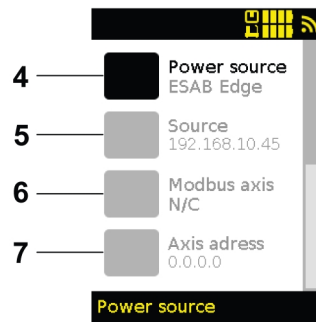 4
Power source
ESAB Edge
5
Source
192.168.10.45
6
Modbus axis
N/C
7
Axis adress
0.0.0.0
Power source